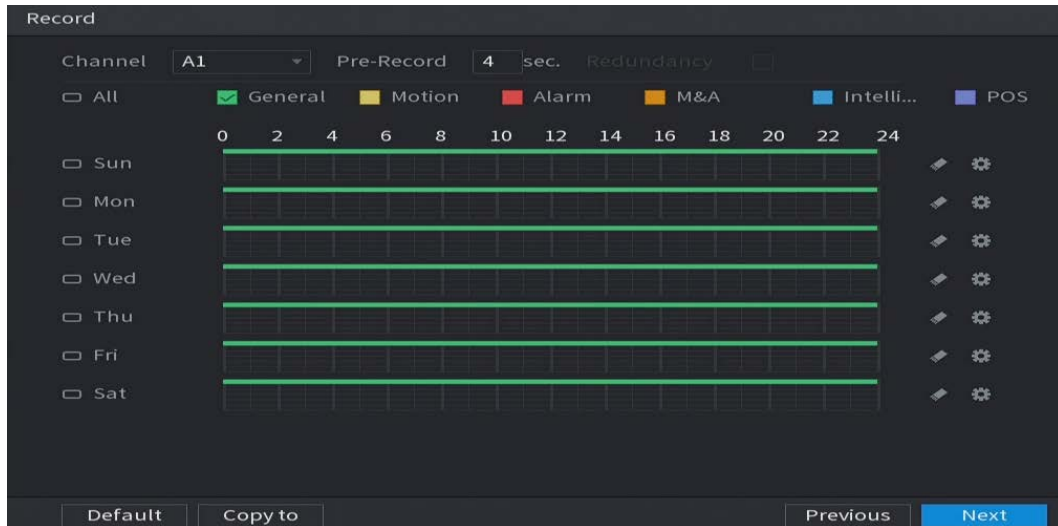 Record
Channel A1 Pre-Record 4 sec. Redundancy
All General Motion Alarm M&A Intelli... POS
0 2 4 6 8 10 12 14 16 18 20 22 24
Sun
Mon
Tue
Wed
Thu
Fri
Sat
Default Copy to Previous Next